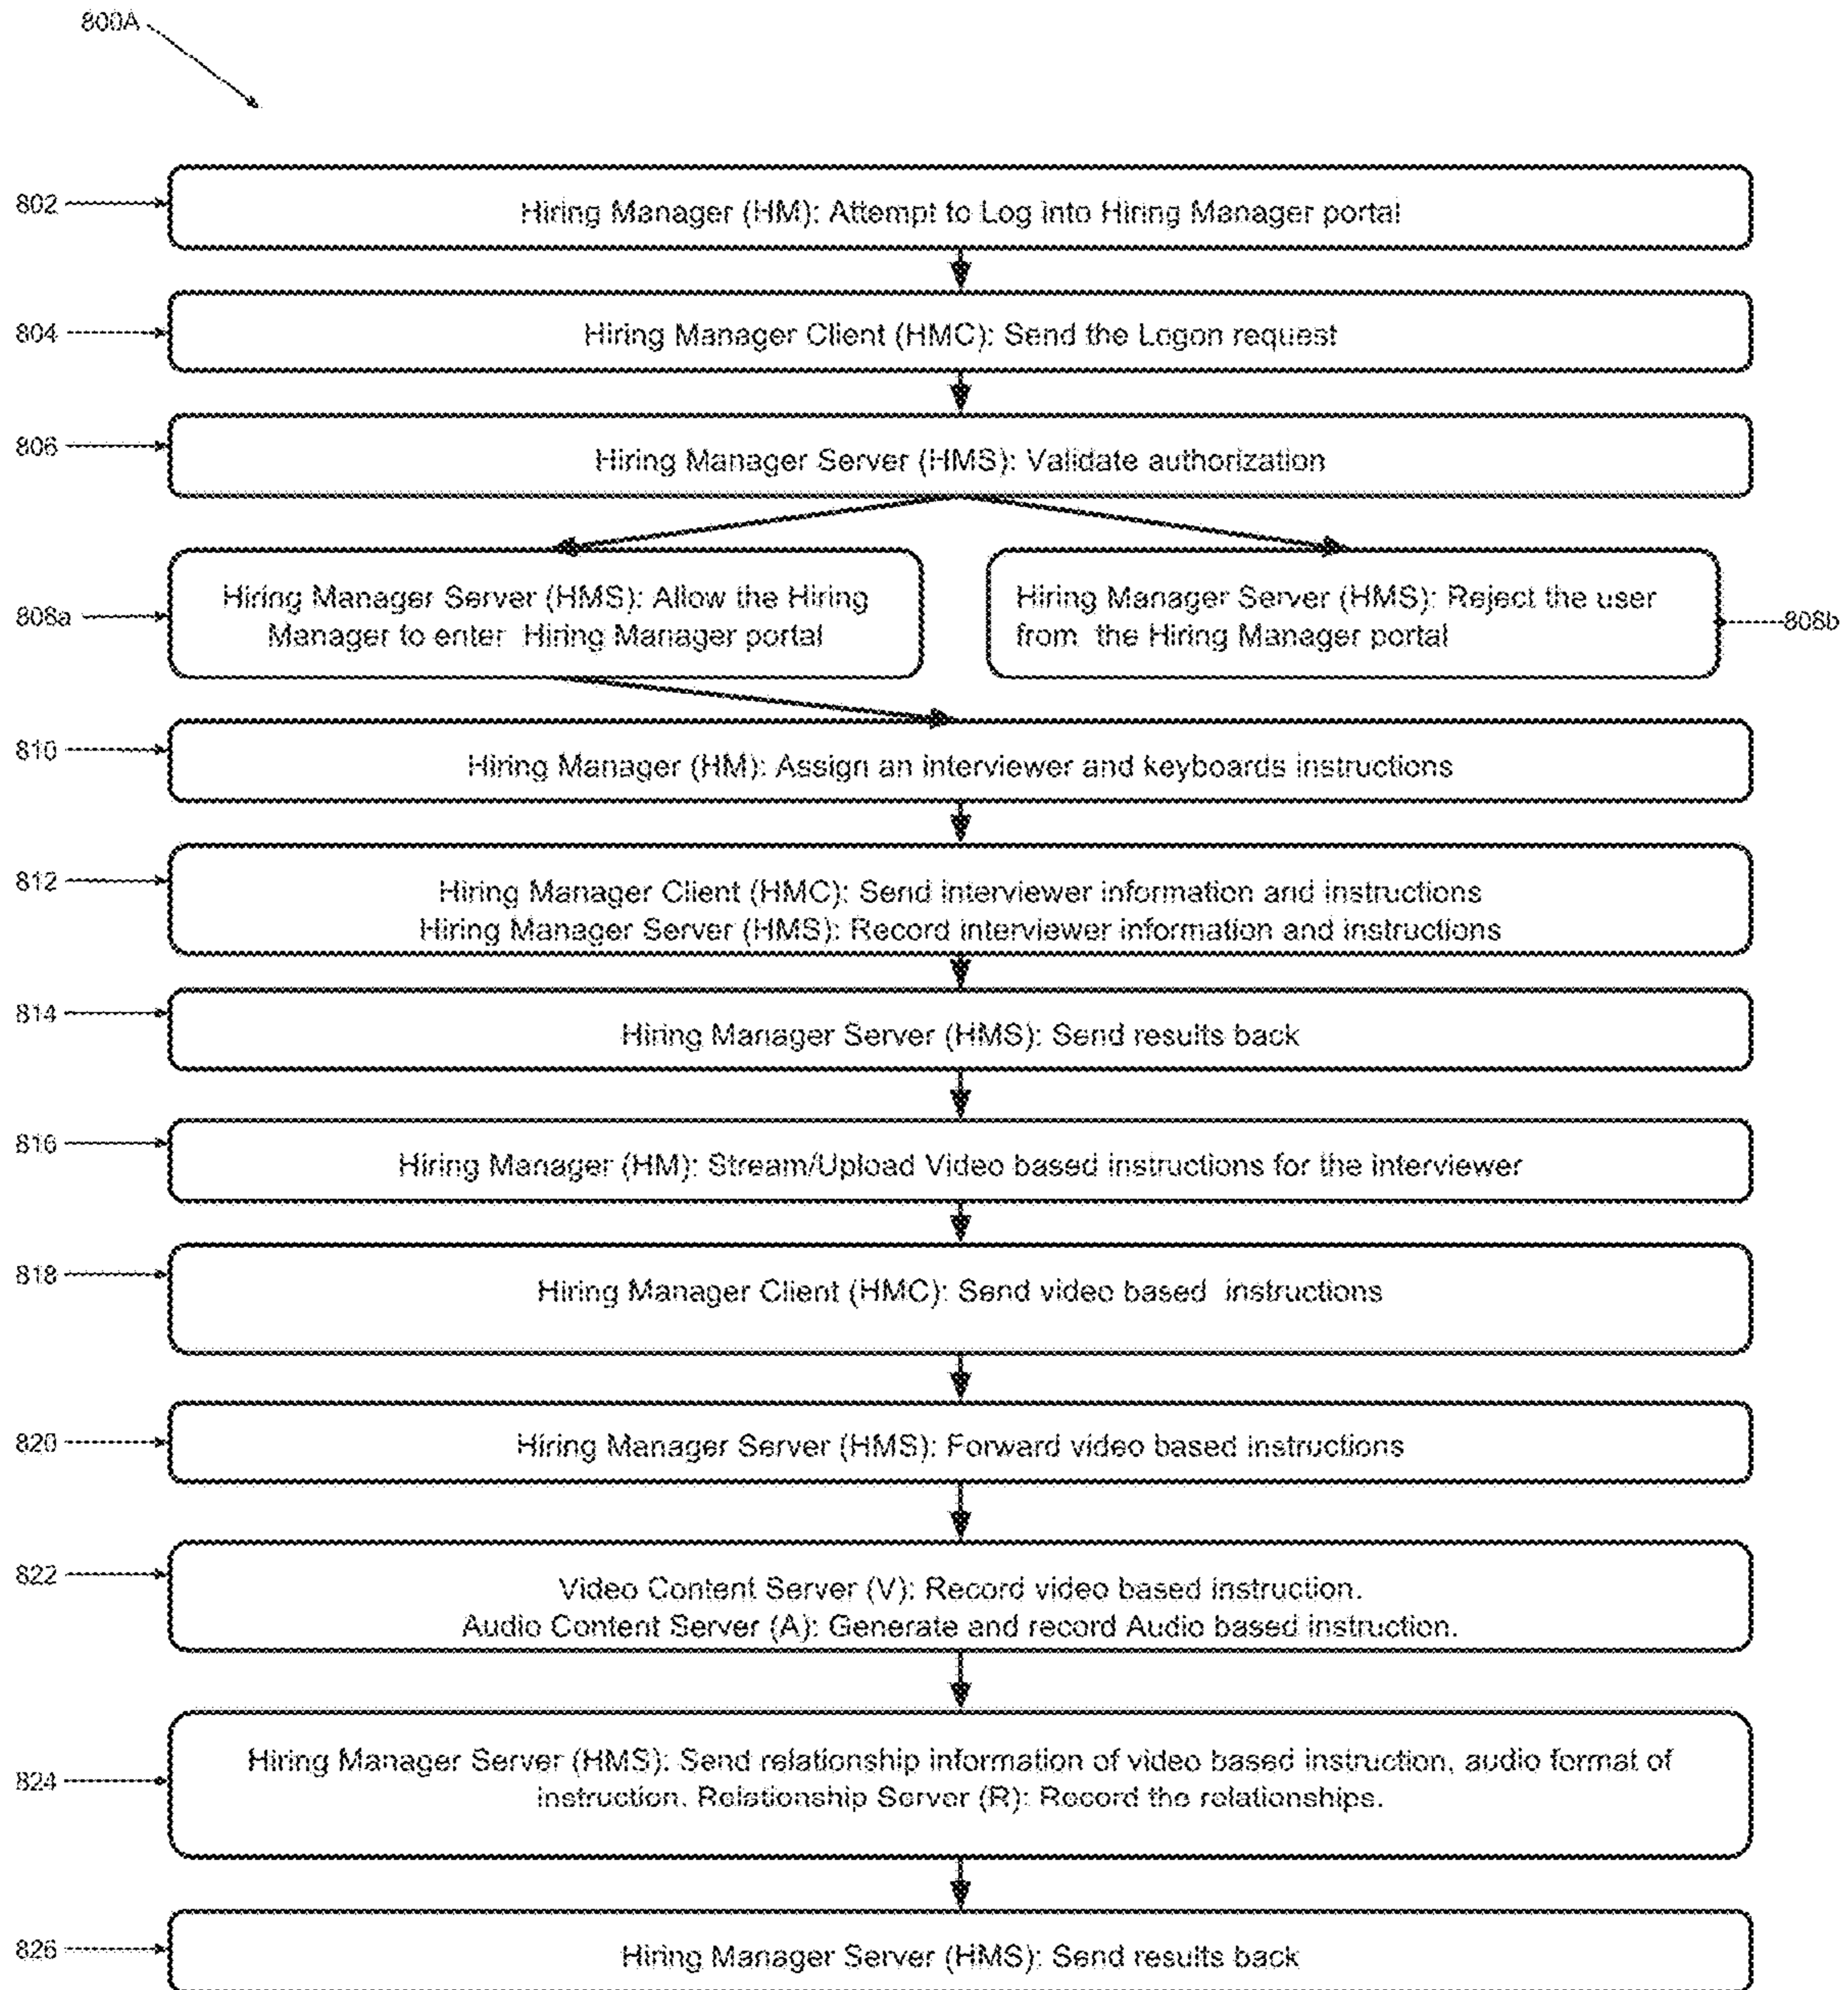 800A
802
Hiring Manager (HM): Attempt to Log into Hiring Manager portal
804
Hiring Manager Client (HMC): Send the Logon request
806
Hiring Manager Server (HMS): Validate authorization
808a
Hiring Manager Server (HMS): Allow the Hiring
Manager to enter Hiring Manager portal
Hiring Manager Server (HMS): Reject the user
from the Hiring Manager portal
808b
810
Hiring Manager (HM): Assign an interviewer and keyboards instructions
812
Hiring Manager Client (HMC): Send interviewer information and instructions
Hiring Manager Server (HMS): Record interviewer information and instructions
814
Hiring Manager Server (HMS): Send results back
816
Hiring Manager (HM): Stream/Upload Video based instructions for the interviewer
818
Hiring Manager Client (HMC): Send video based instructions
820
Hiring Manager Server (HMS): Forward video based instructions
822
Video Content Server (V): Record video based instruction.
Audio Content Server (A): Generate and record Audio based instruction.
824
Hiring Manager Server (HMS): Send relationship information of video based instruction, audio format of
instruction. Relationship Server (R): Record the relationships.
826
Hiring Manager Server (HMS): Send results back